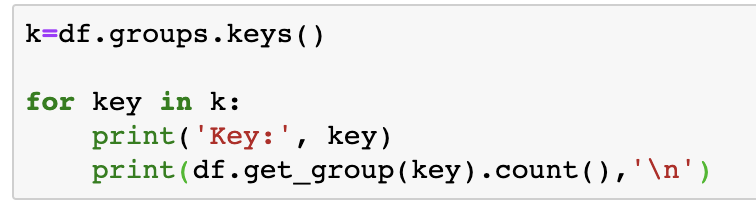 k=df.groups.keys()
for key in k:
    print('Key:', key)
    print(df.get_group(key).count(),'\n')